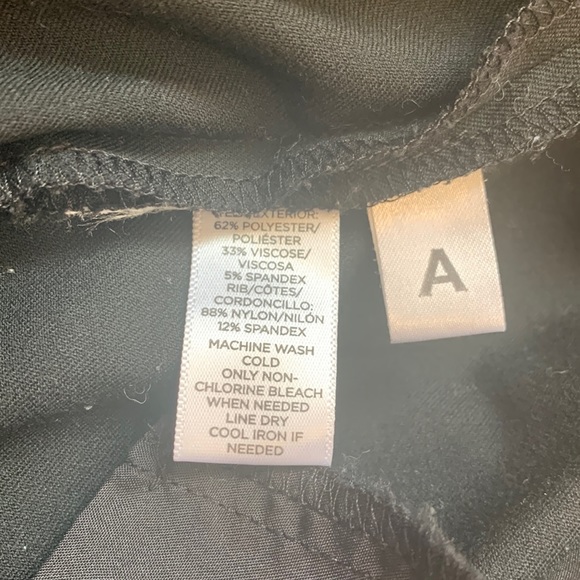 EXTERIOR:
62% POLYESTER/
POLIÉSTER
33% VISCOSE/
VISCOSA
5% SPANDEX
RIB/CÔTES/
CORDONCILLO:
88% NYLON/NILÓN
12% SPANDEX
MACHINE WASH
COLD
ONLY NON-
CHLORINE BLEACH
WHEN NEEDED
LINE DRY
COOL IRON IF
NEEDED
A